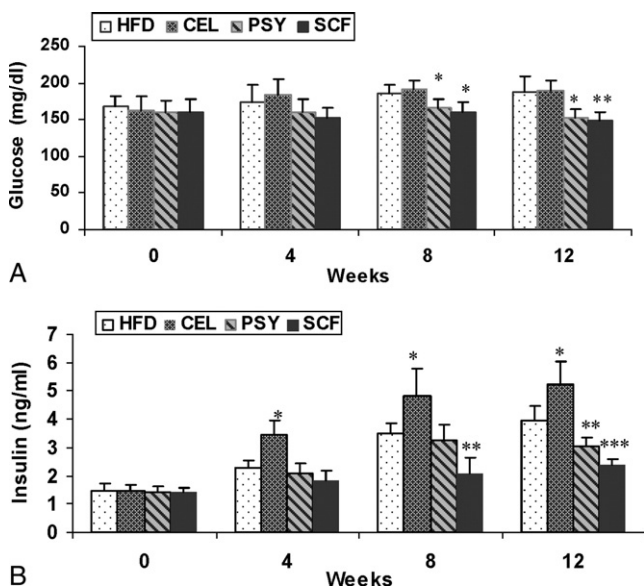 HFD CEL PSY SCF
250
200
150
100
50
0
Glucose (mg/dl)
* *
* **
0 4 8 12
Weeks
A
HFD CEL PSY SCF
7
6
5
4
3
2
1
0
Insulin (ng/ml)
*
* **
* ** ***
0 4 8 12
Weeks
B